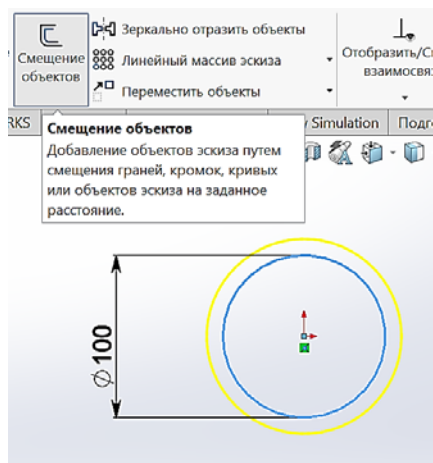 Смещение
объектов
Зеркально отразить объекты
Линейный массив эскиза
Переместить объекты
Отобразить/С
взаимосвя
Смещение объектов
Добавление объектов эскиза путем
смещения граней, кромок, кривых
или объектов эскиза на заданное
расстояние.
RKS
Simulation
Подг
⌀100